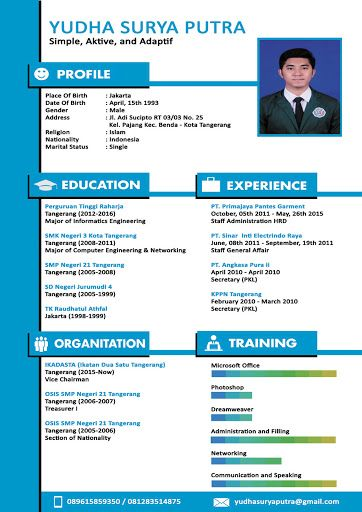 YUDHA SURYA PUTRA
Simple, Aktive, and Adaptif
PROFILE
Place Of Birth : Jakarta
Date Of Birth : April, 15th 1993
Gender : Male
Address : Jl. Adi Sucipto RT 03/03 No. 25
Kel. Pajang Kec. Benda - Kota Tangerang
Religion : Islam
Nationality : Indonesia
Marital Status : Single
EDUCATION
Perguruan Tinggi Raharja
Tangerang (2012-2016)
Major of Informatics Engineering
SMK Negeri 3 Kota Tangerang
Tangerang (2008-2011)
Major of Computer Engineering & Networking
SMP Negeri 21 Tangerang
Tangerang (2005-2008)
SD Negeri Jurumudi 4
Tangerang (2005-1999)
TK Raudhatul Athfal
Jakarta (1998-1999)
EXPERIENCE
PT. Primajaya Pantes Garment
October, 05th 2011 - May, 26th 2015
Staff Administration HRD
PT. Sinar Inti Electrindo Raya
June, 08th 2011 - September, 19th 2011
Staff General Affair
PT. Angkasa Pura ii
April 2010 - April 2010
Secretary (PKL)
KPPN Tangerang
February 2010 - March 2010
Secretary (PKL)
ORGANITATION
IKADASTA (Ikatan Dua Satu Tangerang)
Tangerang (2015-Now)
Vice Chairman
OSIS SMP Negeri 21 Tangerang
Tangerang (2006-2007)
Treasurer I
OSIS SMP Negeri 21 Tangerang
Tangerang (2005-2006)
Section of Nationality
TRAINING
Microsoft Office
Photoshop
Dreamweaver
Administration and Filling
Networking
Communication and Speaking
089615859350 / 081283514875
yudhasuryaputra@gmail.com